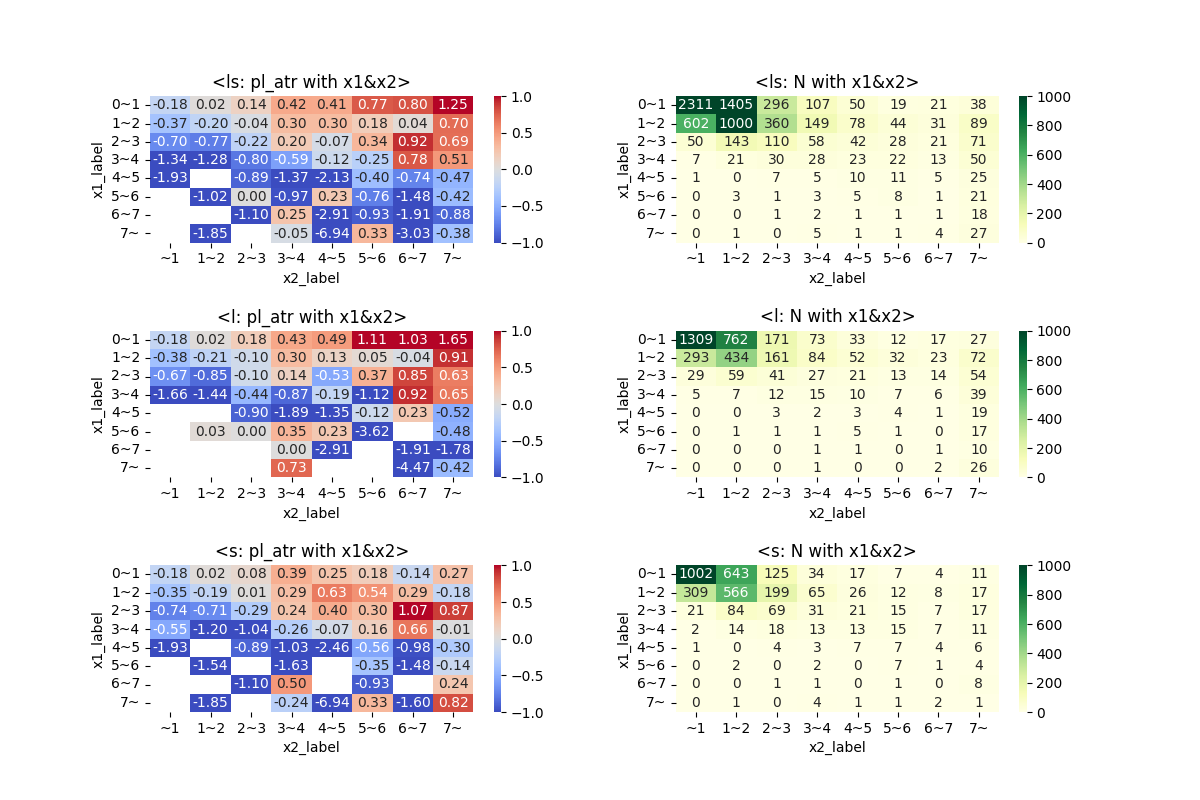 <ls: pl_atr with x1&x2>
0~1 -0.18 0.02 0.14 0.42 0.41 0.77 0.80 1.25
1~2 -0.37 -0.20 -0.04 0.30 0.30 0.18 0.04 0.70
2~3 -0.70 -0.77 -0.22 0.20 -0.07 0.34 0.92 0.69
3~4 -1.34 -1.28 -0.80 -0.59 -0.12 -0.25 0.78 0.51
4~5 -1.93 -0.89 -1.37 -2.13 -0.40 -0.74 -0.47
5~6 -1.02 0.00 -0.97 0.23 -0.76 -1.48 -0.42
6~7 -1.10 0.25 -2.91 -0.93 -1.91 -0.88
7~ -1.85 -0.05 -6.94 0.33 -3.03 -0.38
~1 1~2 2~3 3~4 4~5 5~6 6~7 7~
x2_label
x1_label
1.0
0.5
0.0
−0.5
−1.0
<ls: N with x1&x2>
0~1 2311 1405 296 107 50 19 21 38
1~2 602 1000 360 149 78 44 31 89
2~3 50 143 110 58 42 28 21 71
3~4 7 21 30 28 23 22 13 50
4~5 1 0 7 5 10 11 5 25
5~6 0 3 1 3 5 8 1 21
6~7 0 0 1 2 1 1 1 18
7~ 0 1 0 5 1 1 4 27
~1 1~2 2~3 3~4 4~5 5~6 6~7 7~
x2_label
x1_label
1000
800
600
400
200
0
<l: pl_atr with x1&x2>
0~1 -0.18 0.02 0.18 0.43 0.49 1.11 1.03 1.65
1~2 -0.38 -0.21 -0.10 0.30 0.13 0.05 -0.04 0.91
2~3 -0.67 -0.85 -0.10 0.14 -0.53 0.37 0.85 0.63
3~4 -1.66 -1.44 -0.44 -0.87 -0.19 -1.12 0.92 0.65
4~5 -0.90 -1.89 -1.35 -0.12 0.23 -0.52
5~6 0.03 0.00 0.35 0.23 -3.62 -0.48
6~7 0.00 -2.91 -1.91 -1.78
7~ 0.73 -4.47 -0.42
~1 1~2 2~3 3~4 4~5 5~6 6~7 7~
x2_label
x1_label
1.0
0.5
0.0
−0.5
−1.0
<l: N with x1&x2>
0~1 1309 762 171 73 33 12 17 27
1~2 293 434 161 84 52 32 23 72
2~3 29 59 41 27 21 13 14 54
3~4 5 7 12 15 10 7 6 39
4~5 0 0 3 2 3 4 1 19
5~6 0 1 1 1 5 1 0 17
6~7 0 0 0 1 1 0 1 10
7~ 0 0 0 1 0 0 2 26
~1 1~2 2~3 3~4 4~5 5~6 6~7 7~
x2_label
x1_label
1000
800
600
400
200
0
<s: pl_atr with x1&x2>
0~1 -0.18 0.02 0.08 0.39 0.25 0.18 -0.14 0.27
1~2 -0.35 -0.19 0.01 0.29 0.63 0.54 0.29 -0.18
2~3 -0.74 -0.71 -0.29 0.24 0.40 0.30 1.07 0.87
3~4 -0.55 -1.20 -1.04 -0.26 -0.07 0.16 0.66 -0.01
4~5 -1.93 -0.89 -1.03 -2.46 -0.56 -0.98 -0.30
5~6 -1.54 -1.63 -0.35 -1.48 -0.14
6~7 -1.10 0.50 -0.93 0.24
7~ -1.85 -0.24 -6.94 0.33 -1.60 0.82
~1 1~2 2~3 3~4 4~5 5~6 6~7 7~
x2_label
x1_label
1.0
0.5
0.0
−0.5
−1.0
<s: N with x1&x2>
0~1 1002 643 125 34 17 7 4 11
1~2 309 566 199 65 26 12 8 17
2~3 21 84 69 31 21 15 7 17
3~4 2 14 18 13 13 15 7 11
4~5 1 0 4 3 7 7 4 6
5~6 0 2 0 2 0 7 1 4
6~7 0 0 1 1 0 1 0 8
7~ 0 1 0 4 1 1 2 1
~1 1~2 2~3 3~4 4~5 5~6 6~7 7~
x2_label
x1_label
1000
800
600
400
200
0